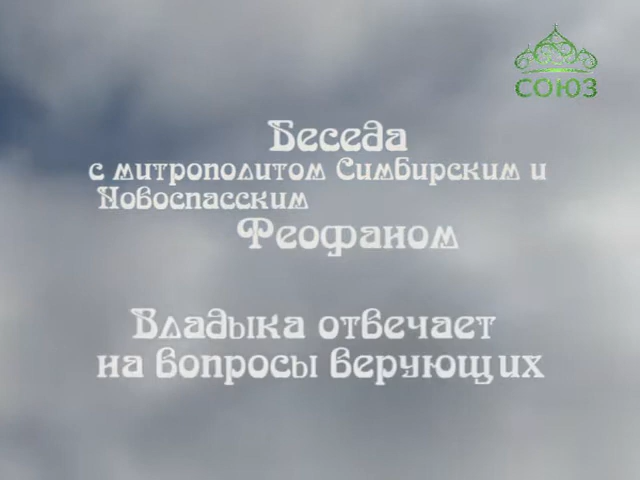 СОЮЗ
Беседа
с митрополитом Симбирским и
Новоспасским
Феофаном
Владыка отвечает
на вопросы верующих